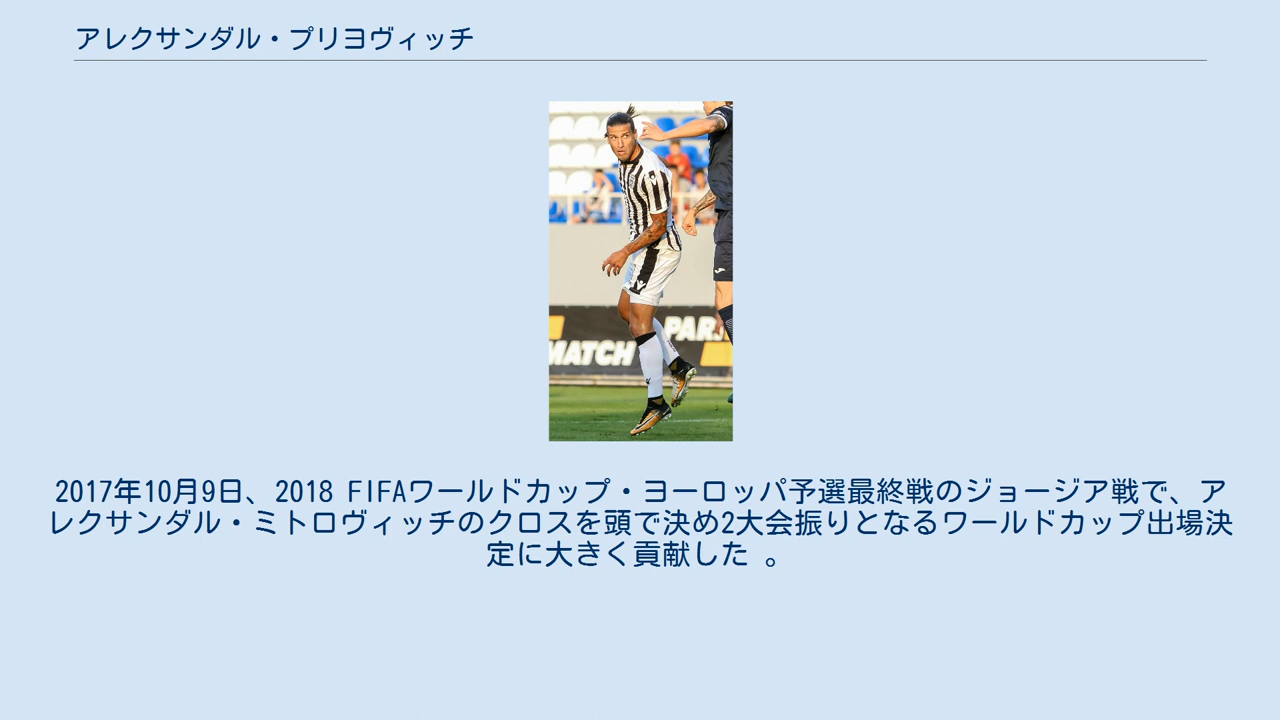 アレクサンダル・プリヨヴィッチ
MATCH
PARI
2017年10月9日、2018 FIFAワールドカップ・ヨーロッパ予選最終戦のジョージア戦で、ア
レクサンダル・ミトロヴィッチのクロスを頭で決め2大会振りとなるワールドカップ出場決
定に大きく貢献した 。